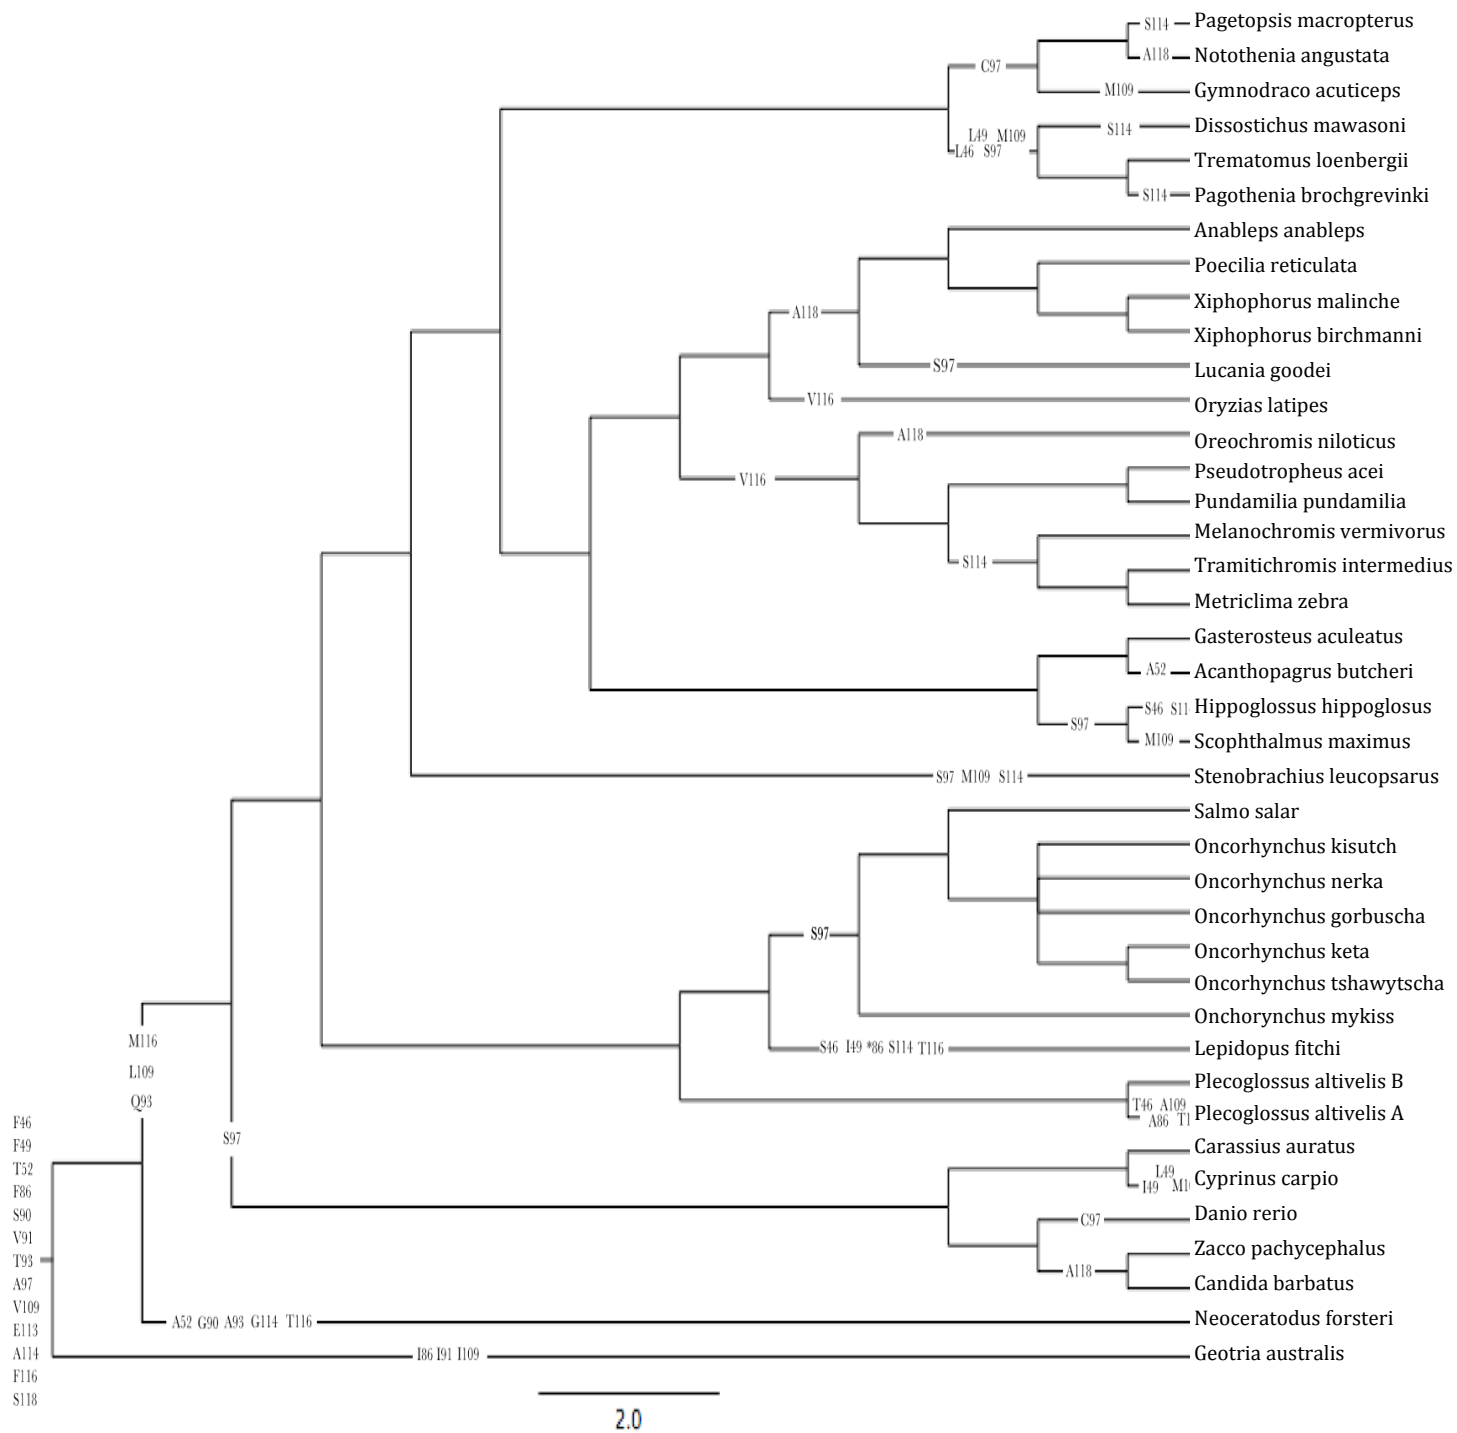 S114 Pagetopsis macropterus
A118 Notothenia angustata
C97
M109 Gymnodraco acuticeps
S114 Dissostichus mawasoni
L49 M109
L46 S97
Trematomus loenbergii
S114 Pagothenia brochgrevinki
Anableps anableps
Poecilia reticulata
Xiphophorus malinche
A118
Xiphophorus birchmanni
S97 Lucania goodei
V116 Oryzias latipes
A118 Oreochromis niloticus
Pseudotropheus acei
V116
Pundamilia pundamilia
Melanochromis vermivorus
S114 Tramitichromis intermedius
Metriclima zebra
Gasterosteus aculeatus
A52 Acanthopagrus butcheri
S46 S11 Hippoglossus hippoglosus
S97
M109 Scophthalmus maximus
S97 M109 S114 Stenobrachius leucopsarus
Salmo salar
Oncorhynchus kisutch
Oncorhynchus nerka
Oncorhynchus gorbuscha
S97
Oncorhynchus keta
Oncorhynchus tshawytscha
Onchorynchus mykiss
M116
S46 I49 *86 S114 T116 Lepidopus fitchi
L109
Plecoglossus altivelis B
Q93
T46 A109
A86 T1 Plecoglossus altivelis A
S97
Carassius auratus
L49
I49 M1 Cyprinus carpio
C97 Danio rerio
Zacco pachycephalus
A118
Candida barbatus
A52 G90 A93 G114 T116 Neoceratodus forsteri
I86 I91 I109 Geotria australis
F46
F49
T52
F86
S90
V91
T93
A97
V109
E113
A114
F116
S118
2.0